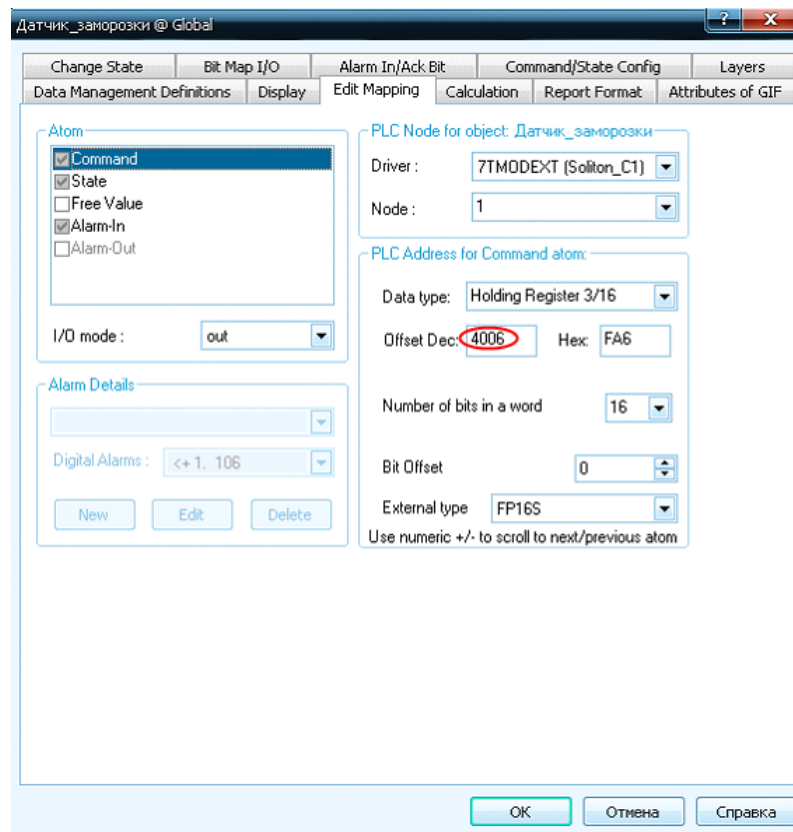 Датчик_заморозки @ Global
Change State Bit Map I/O Alarm In/Ack Bit Command/State Config Layers
Data Management Definitions Display Edit Mapping Calculation Report Format Attributes of GIF
Atom
Command
State
Free Value
Alarm-In
Alarm-Out
I/O mode : out
Alarm Details
Digital Alarms : <+ 1. 106
New Edit Delete
PLC Node for object: Датчик_заморозки
Driver : 7TMODEXT (Soliton_C1)
Node : 1
PLC Address for Command atom:
Data type: Holding Register 3/16
Offset Dec: 4006 Hex: FA6
Number of bits in a word 16
Bit Offset 0
External type FP16S
Use numeric +/- to scroll to next/previous atom
OK Отмена Справка